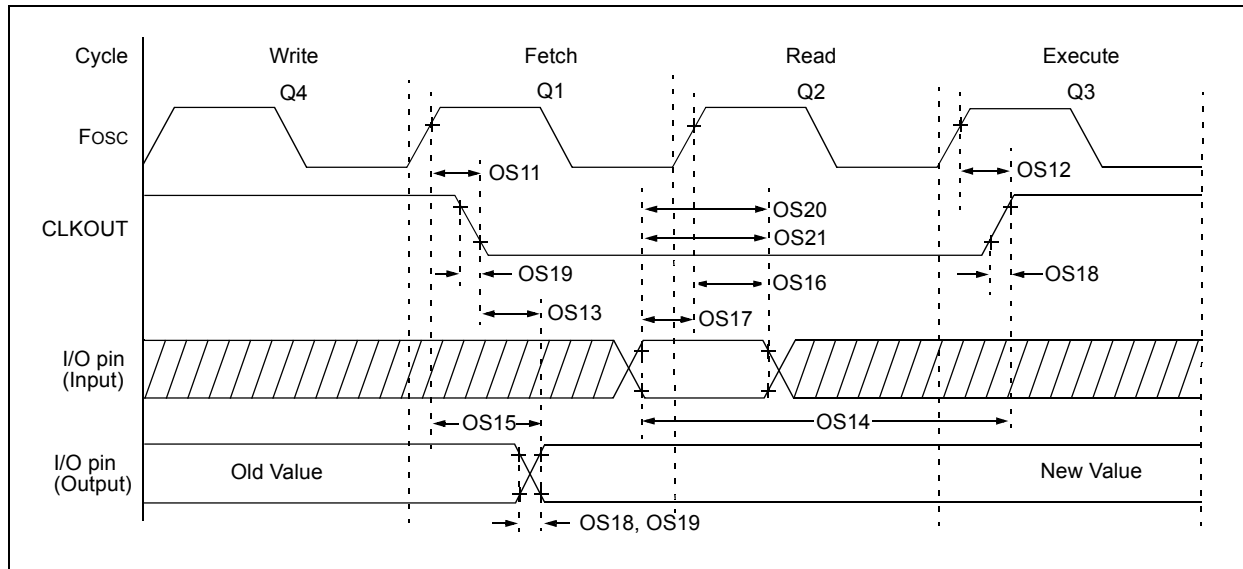 Cycle Write Fetch Read Execute
Q4 Q1 Q2 Q3
FOSC
OS11 OS12
OS20
CLKOUT
OS21
OS19 OS16 OS18
OS13 OS17
I/O pin
(Input)
OS15 OS14
I/O pin
(Output)
Old Value New Value
OS18, OS19